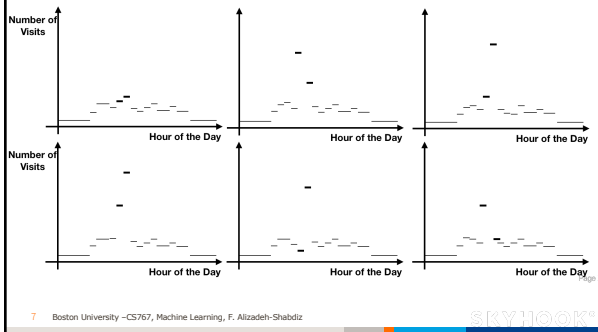 Number of
Visits
Hour of the Day
Hour of the Day
Hour of the Day
Number of
Visits
Hour of the Day
Hour of the Day
Hour of the Day
Page
7 Boston University –CS767, Machine Learning, F. Alizadeh-Shabdiz
SKYHOOK